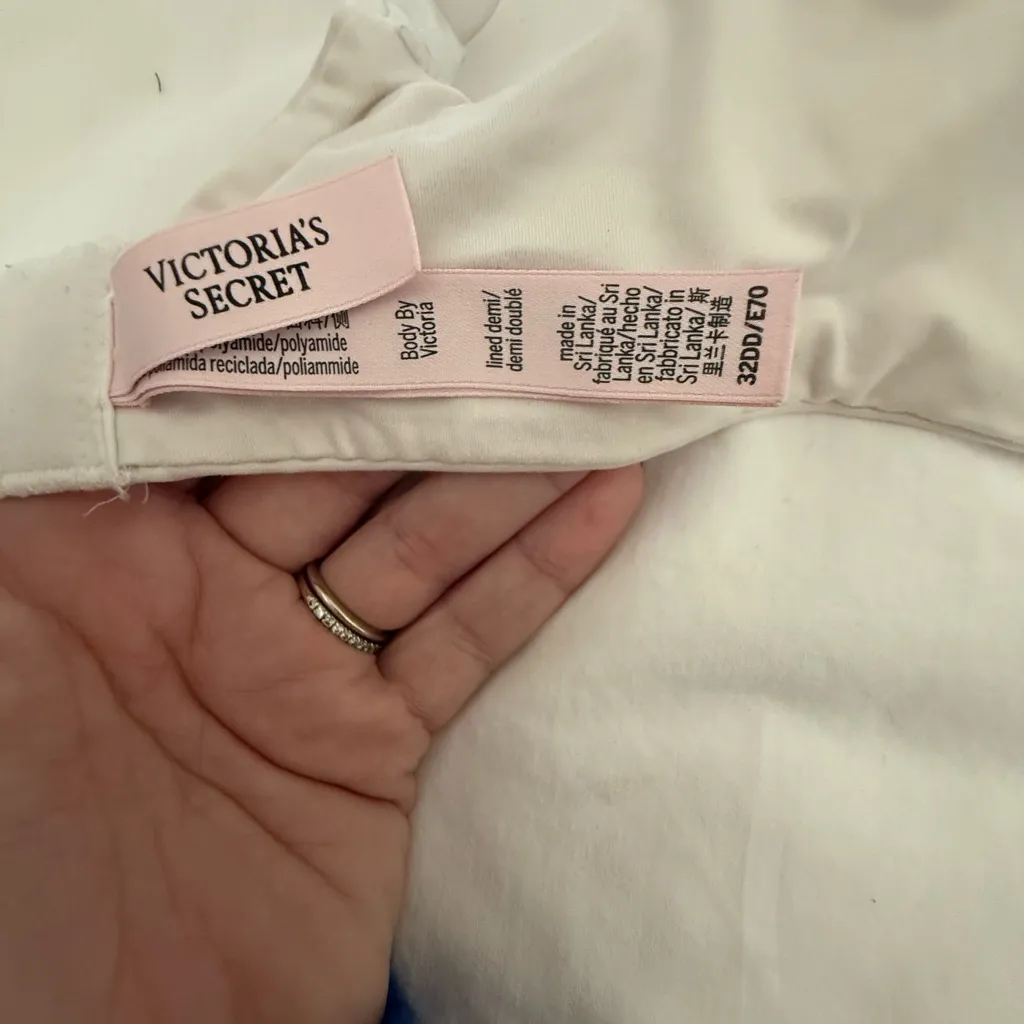 VICTORIA'S
SECRET
polyamide/polyamide
reciclada/poliammide
Body By
Victoria
lined demi/
demi doublé
made in
Sri Lanka/
fabriqué au Sri
Lanka/hecho
en Sri Lanka/
fabbricato in
Sri Lanka/ 斯
里兰卡制造
32DD/E70